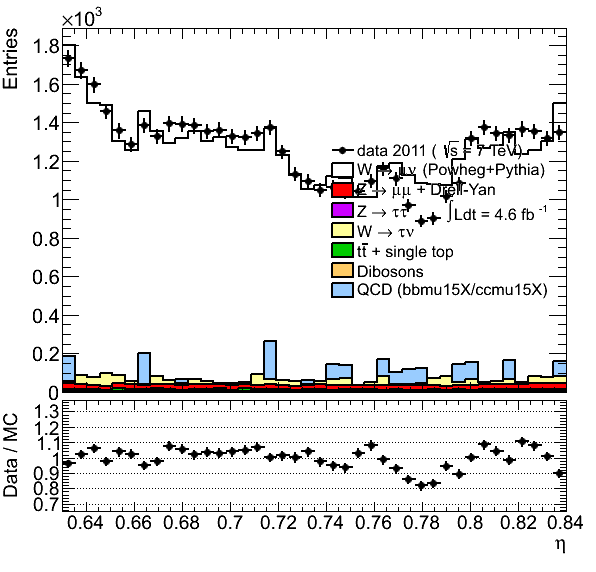 ×10³
Entries
1.8
1.6
1.4
1.2
1
0.8
0.6
0.4
0.2
0
data 2011 ( √s = 7 TeV)
W → μν (Powheg+Pythia)
Z → μμ + Drell-Yan
Z → ττ
∫Ldt = 4.6 fb⁻¹
W → τν
tt̄ + single top
Dibosons
QCD (bbmu15X/ccmu15X)
Data / MC
1.3
1.2
1.1
1
0.9
0.8
0.7
0.64 0.66 0.68 0.7 0.72 0.74 0.76 0.78 0.8 0.82 0.84
η